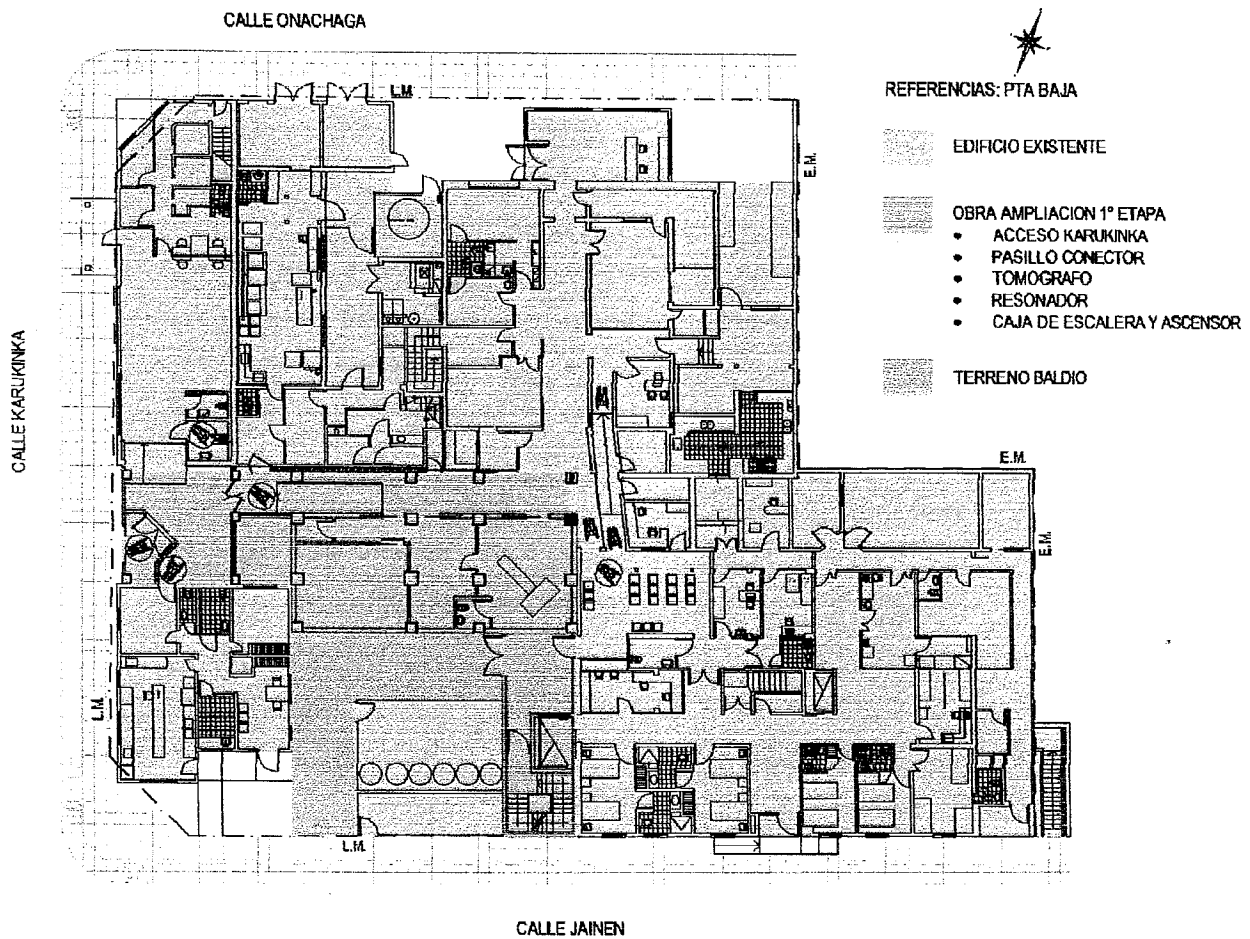 CALLE ONACHAGA
L.M.
REFERENCIAS: PTA BAJA
EDIFICIO EXISTENTE
E.M.
OBRA AMPLIACION 1º ETAPA
• ACCESO KARUKINKA
• PASILLO CONECTOR
• TOMOGRAFO
• RESONADOR
• CAJA DE ESCALERA Y ASCENSOR
TERRENO BALDIO
CALLE KARUKINKA
E.M.
E.M.
L.M.
L.M.
CALLE JAINEN